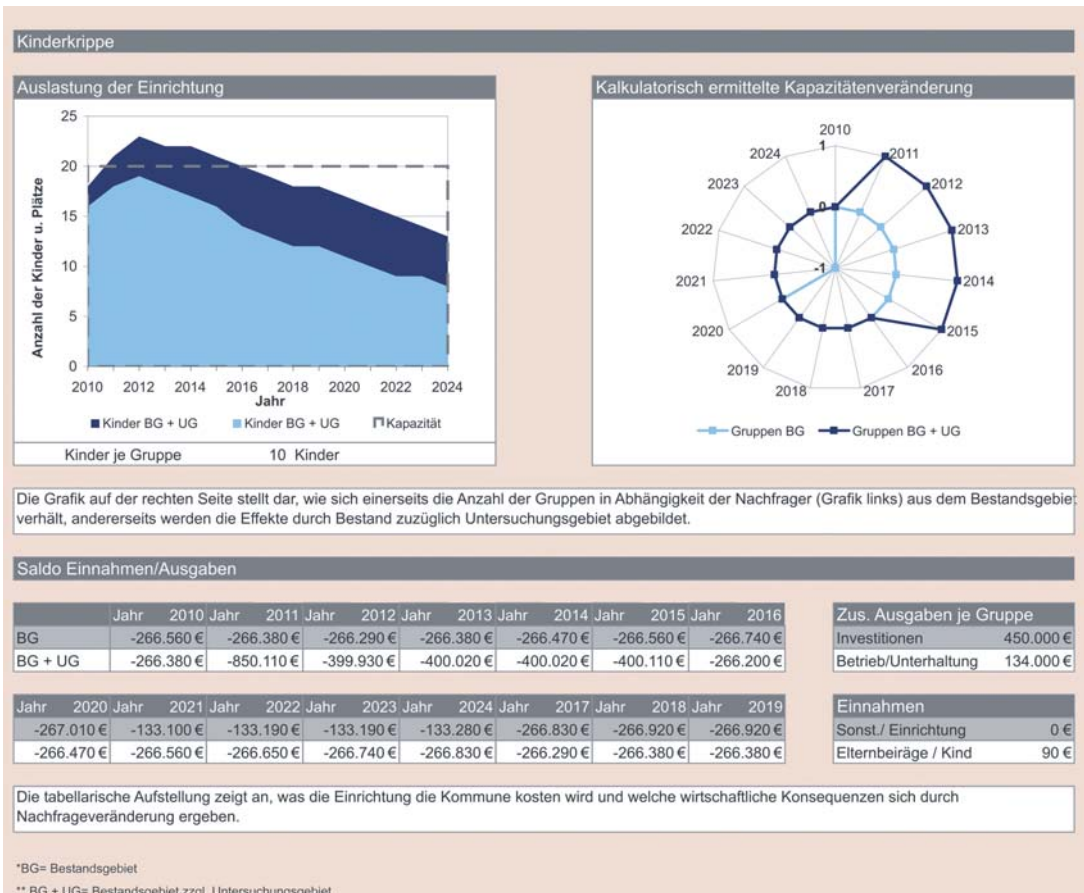 Kinderkrippe
Auslastung der Einrichtung
25
20
15
10
5
0
Anzahl der Kinder u. Plätze
2010 2012 2014 2016 2018 2020 2022 2024
Jahr
Kinder BG + UG Kinder BG + UG Kapazität
Kinder je Gruppe 10 Kinder
Kalkulatorisch ermittelte Kapazitätenveränderung
1
0
-1
2010
2011
2012
2013
2014
2015
2016
2017
2018
2019
2020
2021
2022
2023
2024
Gruppen BG Gruppen BG + UG
Die Grafik auf der rechten Seite stellt dar, wie sich einerseits die Anzahl der Gruppen in Abhängigkeit der Nachfrager (Grafik links) aus dem Bestandsgebiet
verhält, andererseits werden die Effekte durch Bestand zuzüglich Untersuchungsgebiet abgebildet.
Saldo Einnahmen/Ausgaben
Jahr 2010 Jahr 2011 Jahr 2012 Jahr 2013 Jahr 2014 Jahr 2015 Jahr 2016
BG -266.560 € -266.380 € -266.290 € -266.380 € -266.470 € -266.560 € -266.740 €
BG + UG -266.380 € -850.110 € -399.930 € -400.020 € -400.020 € -400.110 € -266.200 €
Zus. Ausgaben je Gruppe
Investitionen 450.000 €
Betrieb/Unterhaltung 134.000 €
Jahr 2020 Jahr 2021 Jahr 2022 Jahr 2023 Jahr 2024 Jahr 2017 Jahr 2018 Jahr 2019
-267.010 € -133.100 € -133.190 € -133.190 € -133.280 € -266.830 € -266.920 € -266.920 €
-266.470 € -266.560 € -266.650 € -266.740 € -266.830 € -266.290 € -266.380 € -266.380 €
Einnahmen
Sonst./ Einrichtung 0 €
Elternbeiräge / Kind 90 €
Die tabellarische Aufstellung zeigt an, was die Einrichtung die Kommune kosten wird und welche wirtschaftliche Konsequenzen sich durch
Nachfrageveränderung ergeben.
*BG= Bestandsgebiet
** BG + UG= Bestandsgebiet zzgl. Untersuchungsgebiet